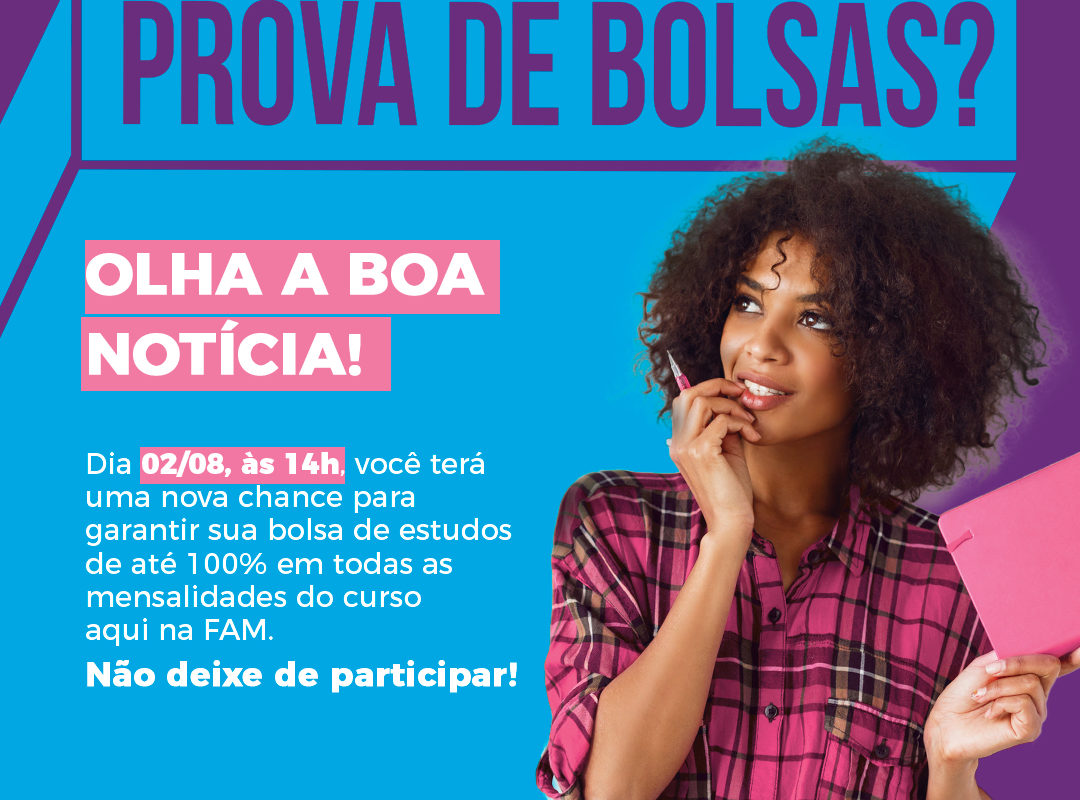 PROVA DE BOLSAS?
OLHA A BOA
NOTÍCIA!
Dia 02/08, às 14h, você terá
uma nova chance para
garantir sua bolsa de estudos
de até 100% em todas as
mensalidades do curso
aqui na FAM.
Não deixe de participar!